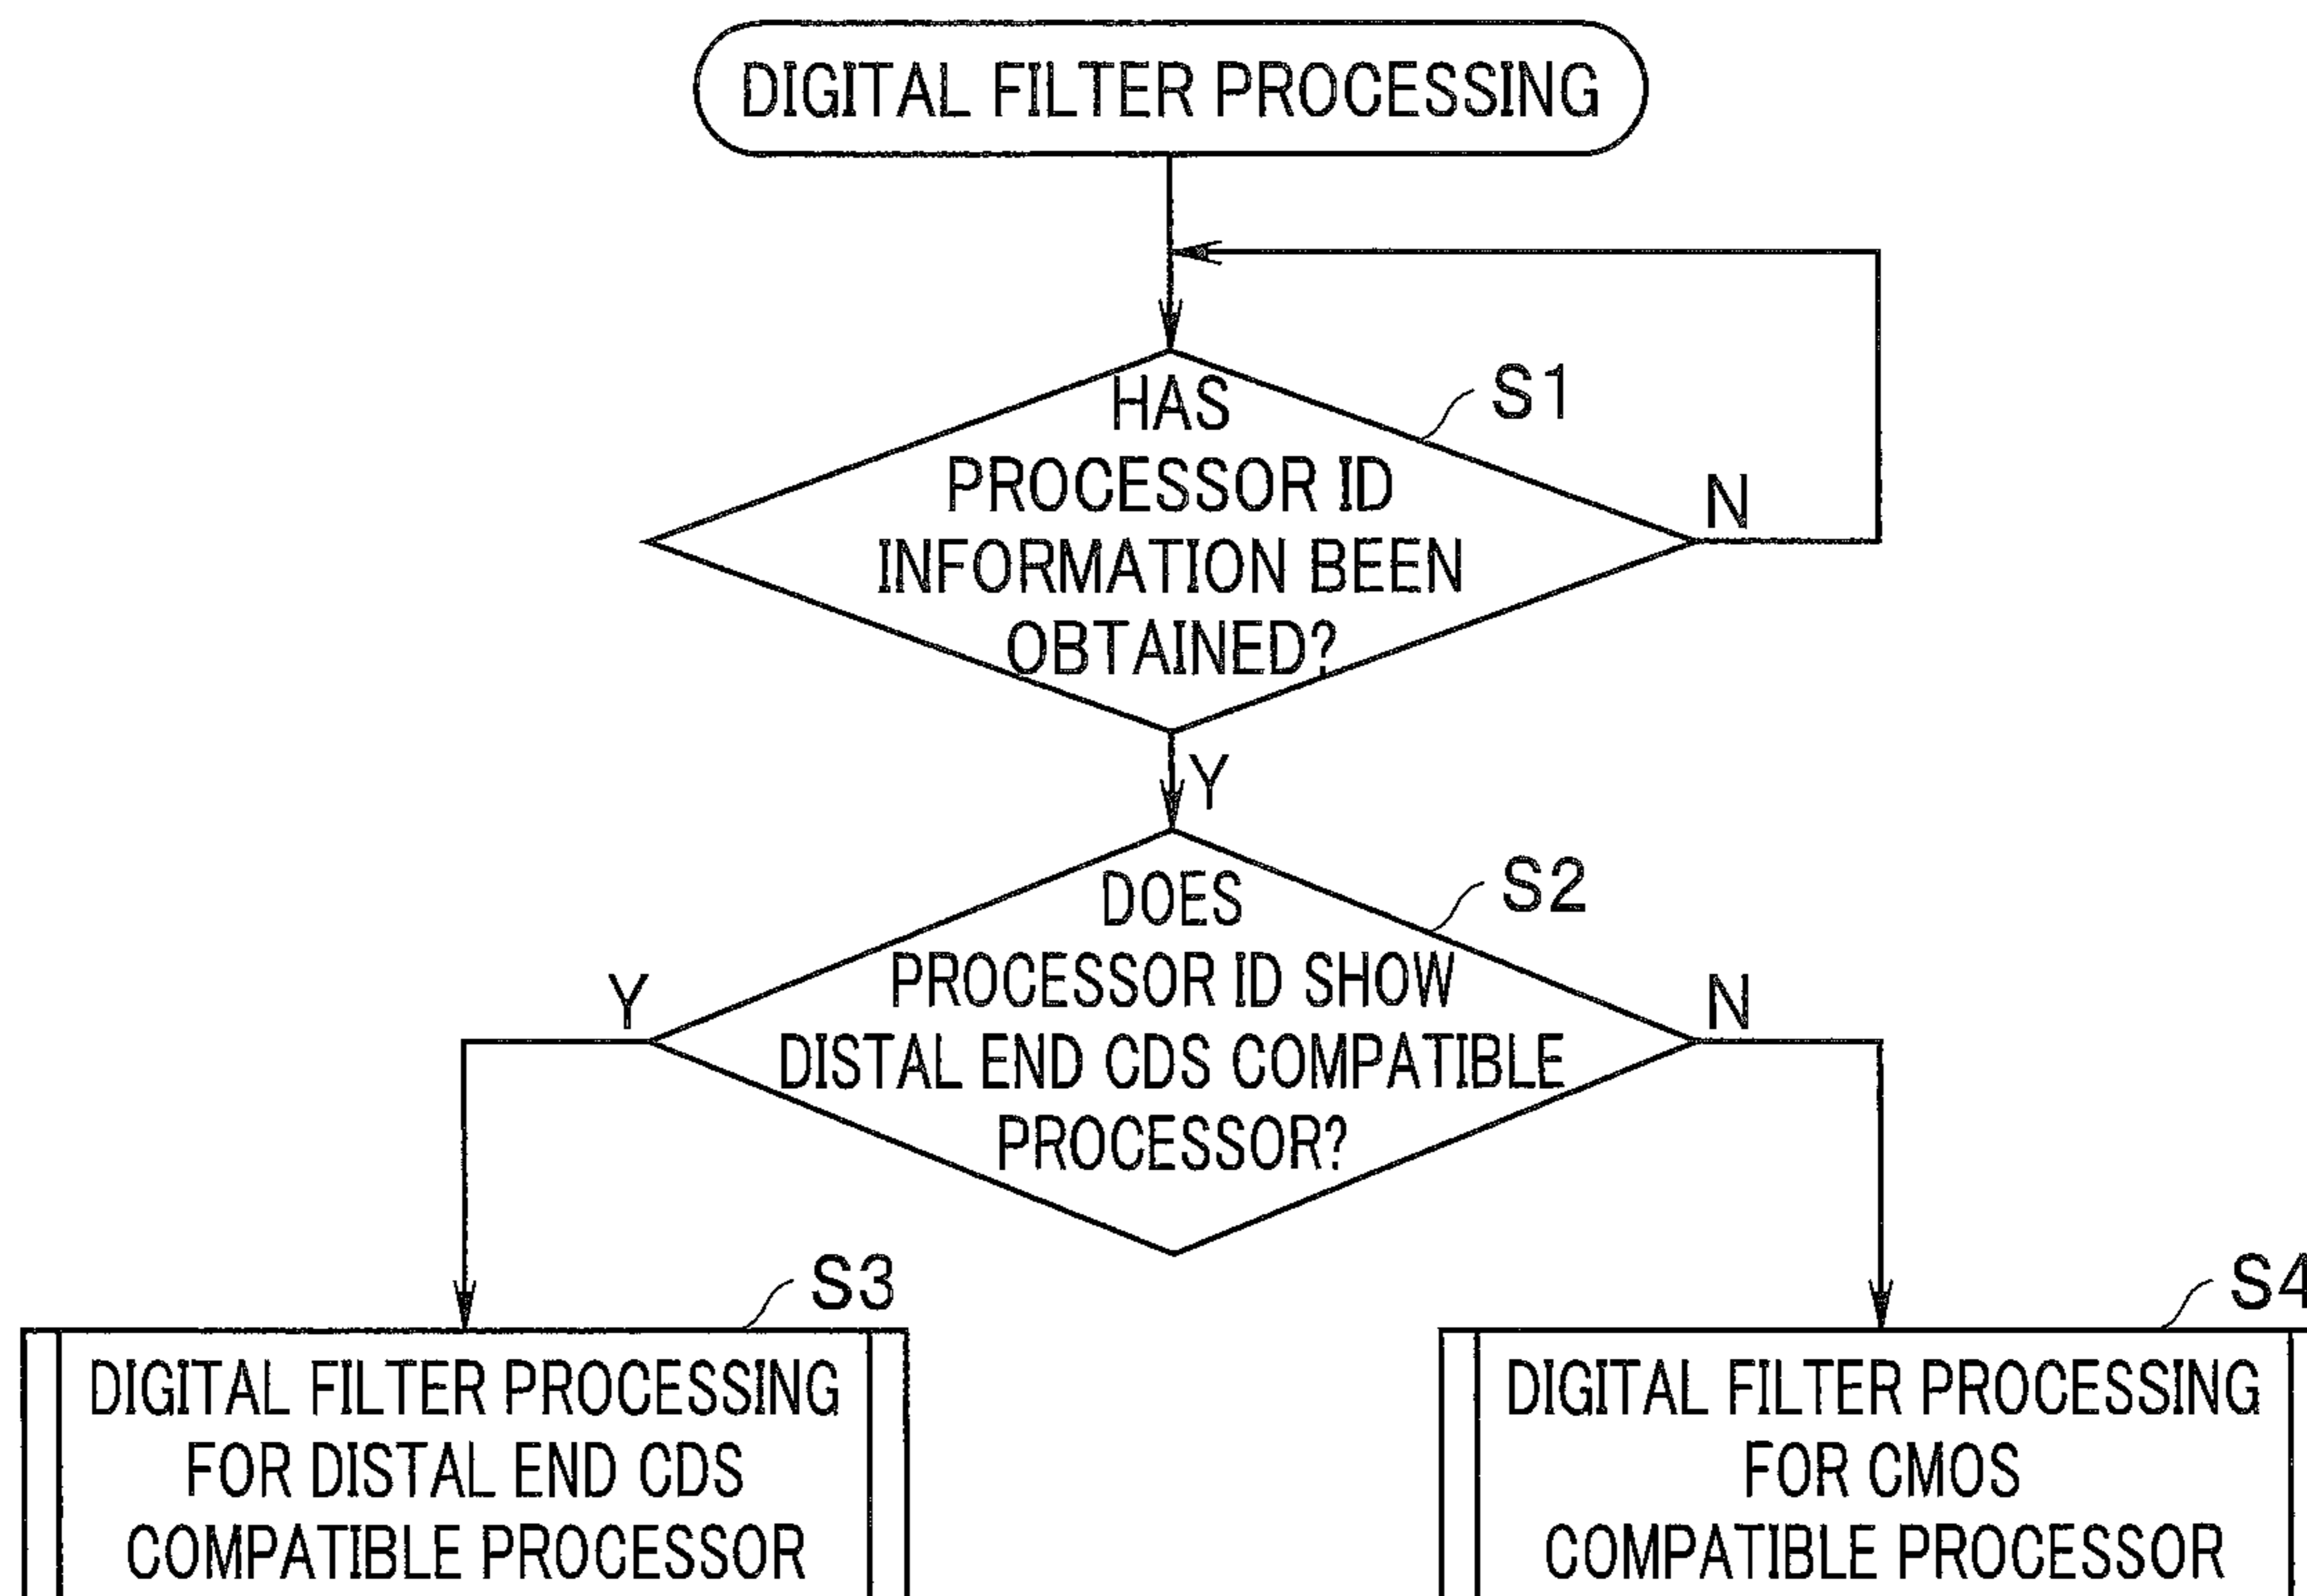 DIGITAL FILTER PROCESSING
S1
HAS
PROCESSOR ID
INFORMATION BEEN
OBTAINED?
N
Y
S2
DOES
PROCESSOR ID SHOW
DISTAL END CDS COMPATIBLE
PROCESSOR?
Y
N
S3
DIGITAL FILTER PROCESSING
FOR DISTAL END CDS
COMPATIBLE PROCESSOR
S4
DIGITAL FILTER PROCESSING
FOR CMOS
COMPATIBLE PROCESSOR